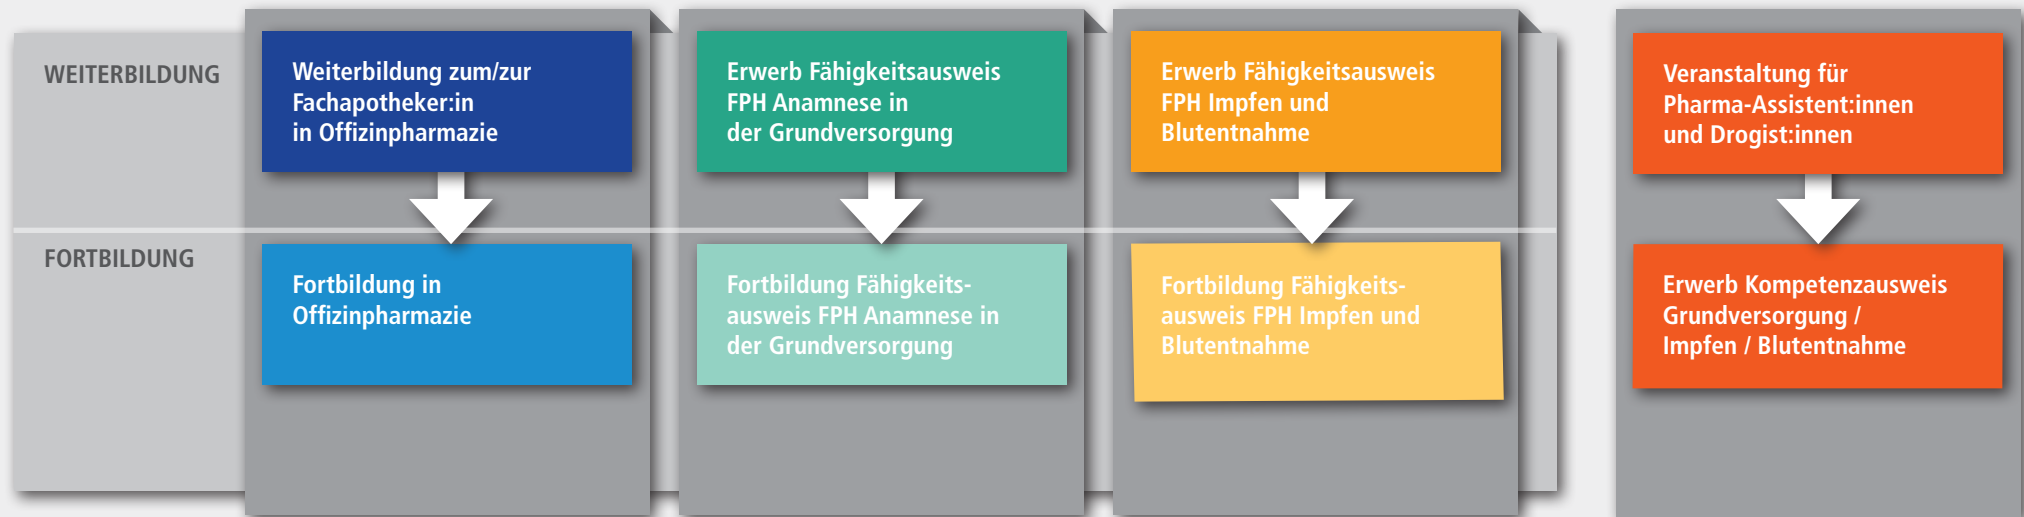 WEITERBILDUNG
Weiterbildung zum/zur
Fachapotheker:in
in Offizinpharmazie
Erwerb Fähigkeitsausweis
FPH Anamnese in
der Grundversorgung
Erwerb Fähigkeitsausweis
FPH Impfen und
Blutentnahme
Veranstaltung für
Pharma-Assistent:innen
und Drogist:innen
FORTBILDUNG
Fortbildung in
Offizinpharmazie
Fortbildung Fähigkeits-
ausweis FPH Anamnese in
der Grundversorgung
Fortbildung Fähigkeits-
ausweis FPH Impfen und
Blutentnahme
Erwerb Kompetenzausweis
Grundversorgung /
Impfen / Blutentnahme